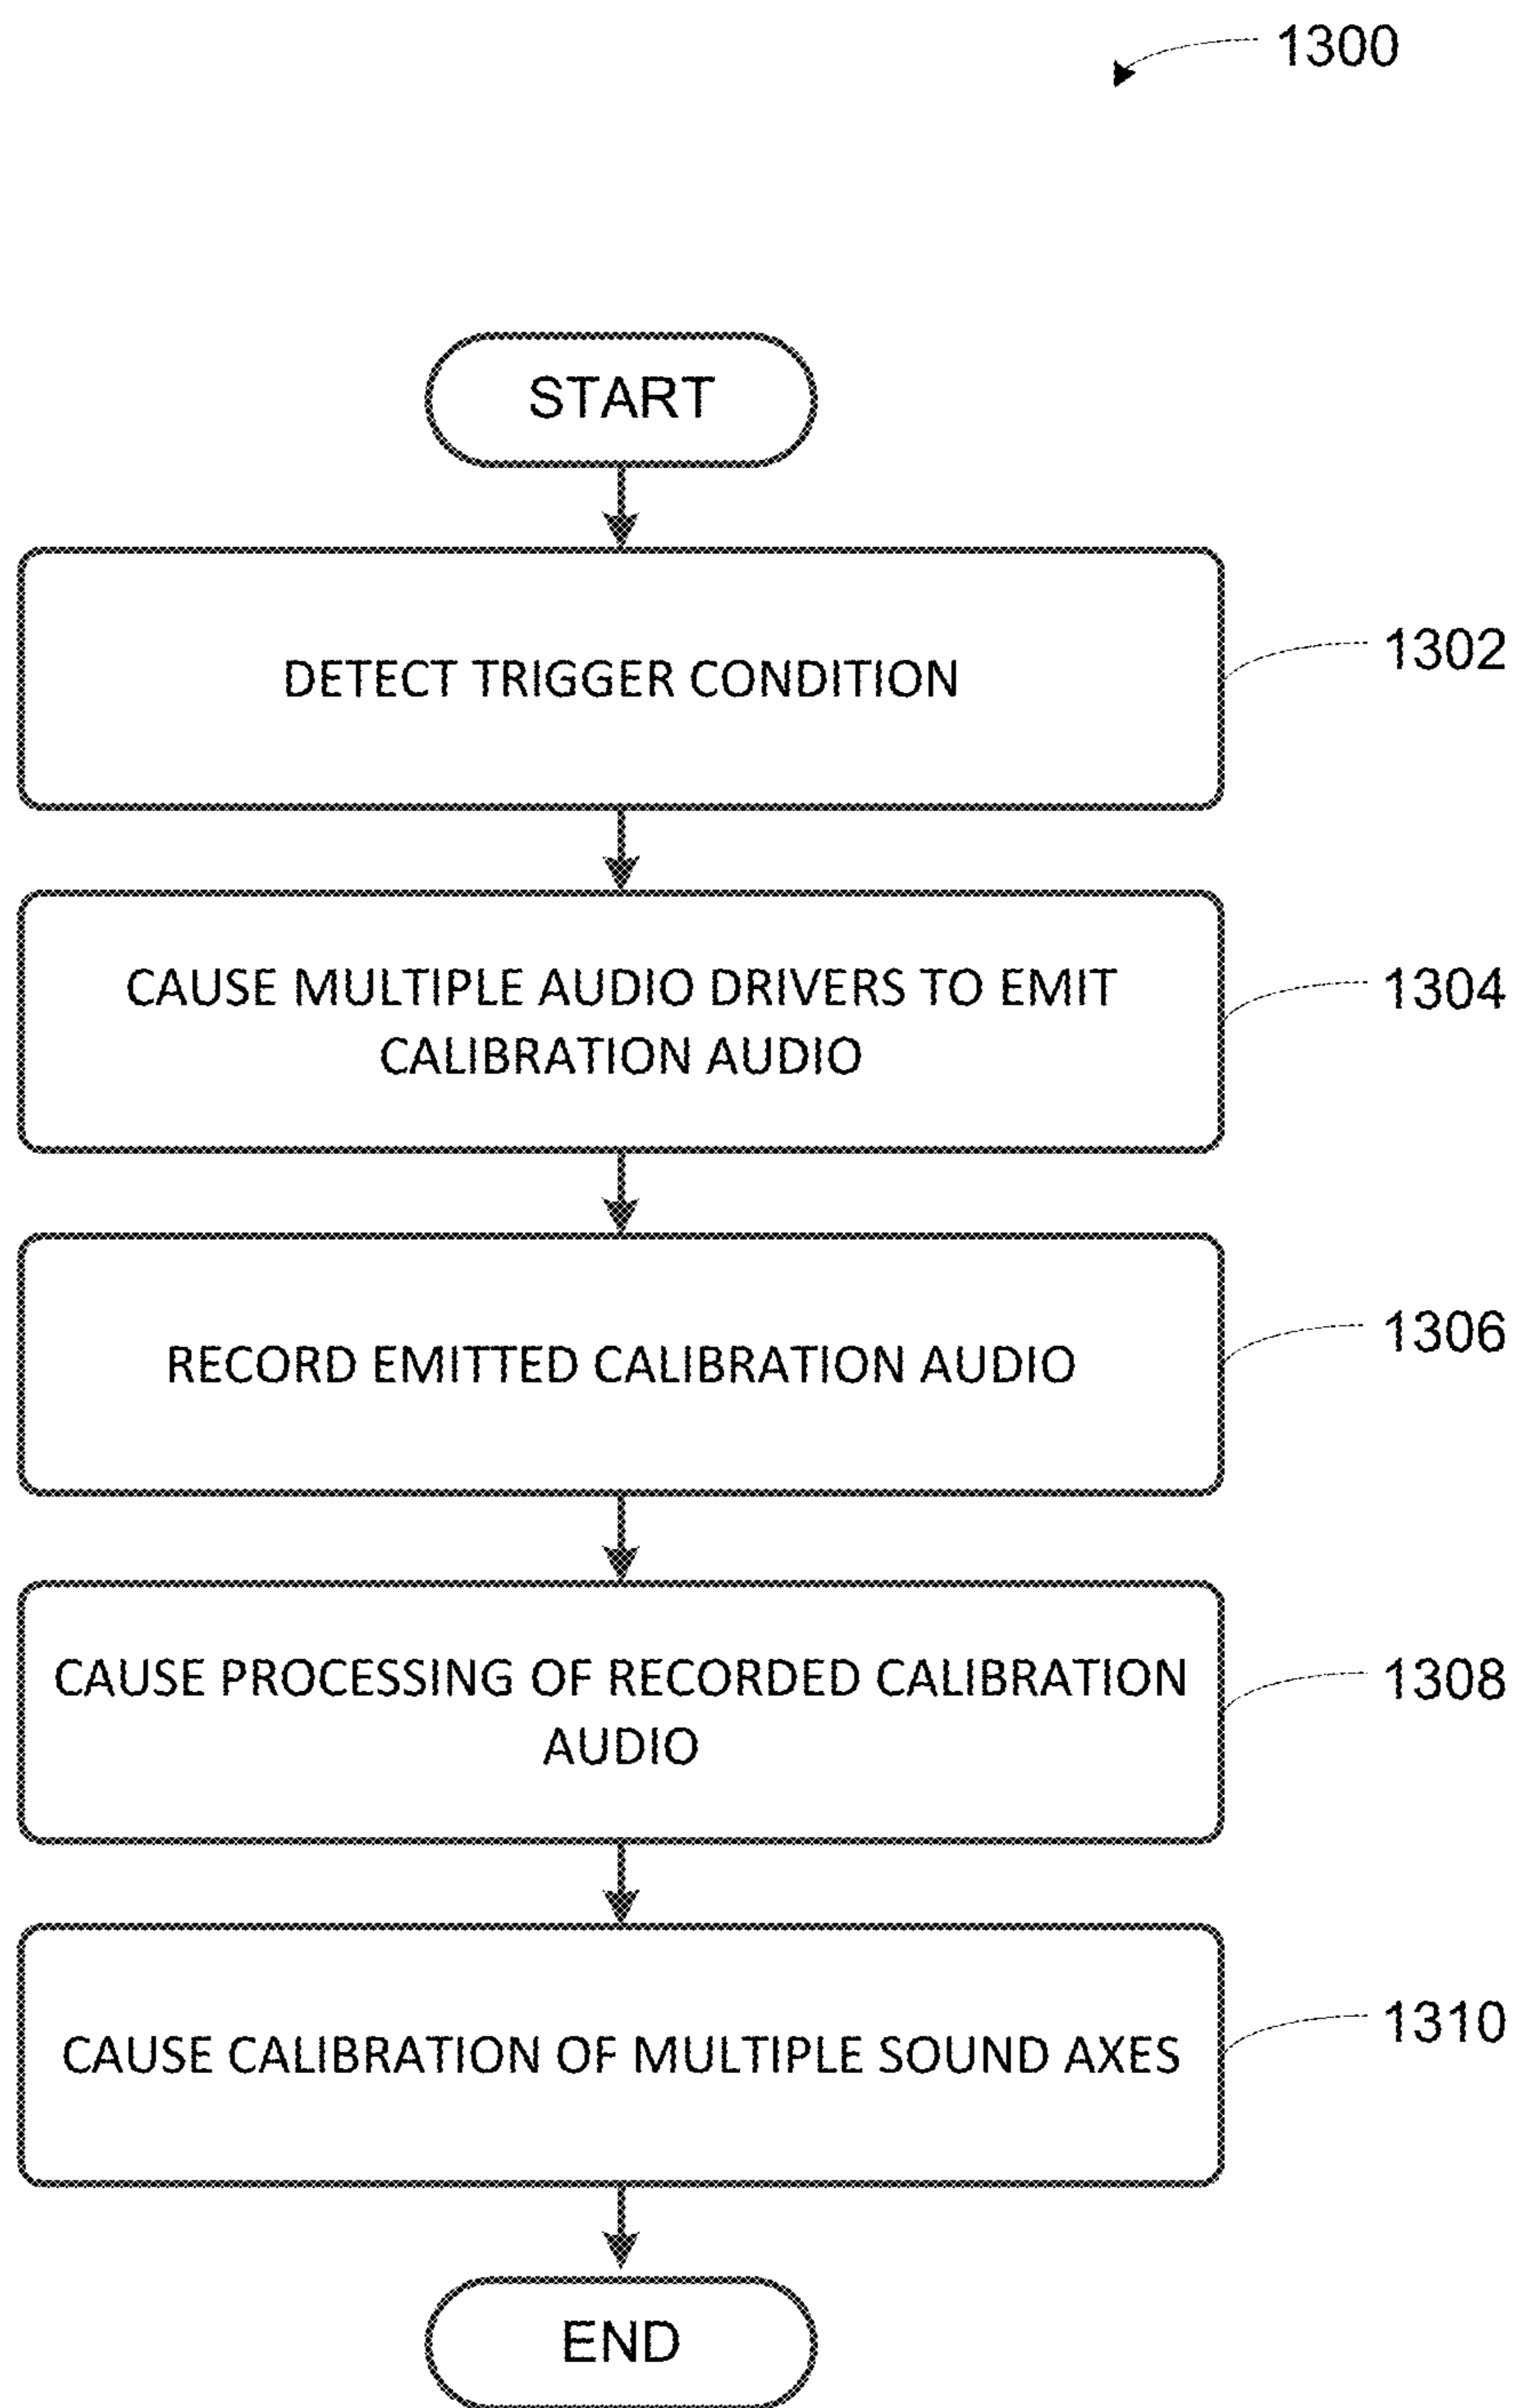 1300
START
DETECT TRIGGER CONDITION
1302
CAUSE MULTIPLE AUDIO DRIVERS TO EMIT
CALIBRATION AUDIO
1304
RECORD EMITTED CALIBRATION AUDIO
1306
CAUSE PROCESSING OF RECORDED CALIBRATION
AUDIO
1308
CAUSE CALIBRATION OF MULTIPLE SOUND AXES
1310
END